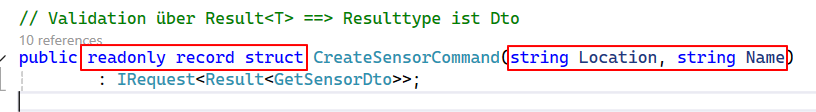 // Validation über Result<T> ==> Resulttype ist Dto
10 references
public readonly record struct CreateSensorCommand(string Location, string Name)
: IRequest<Result<GetSensorDto>>;